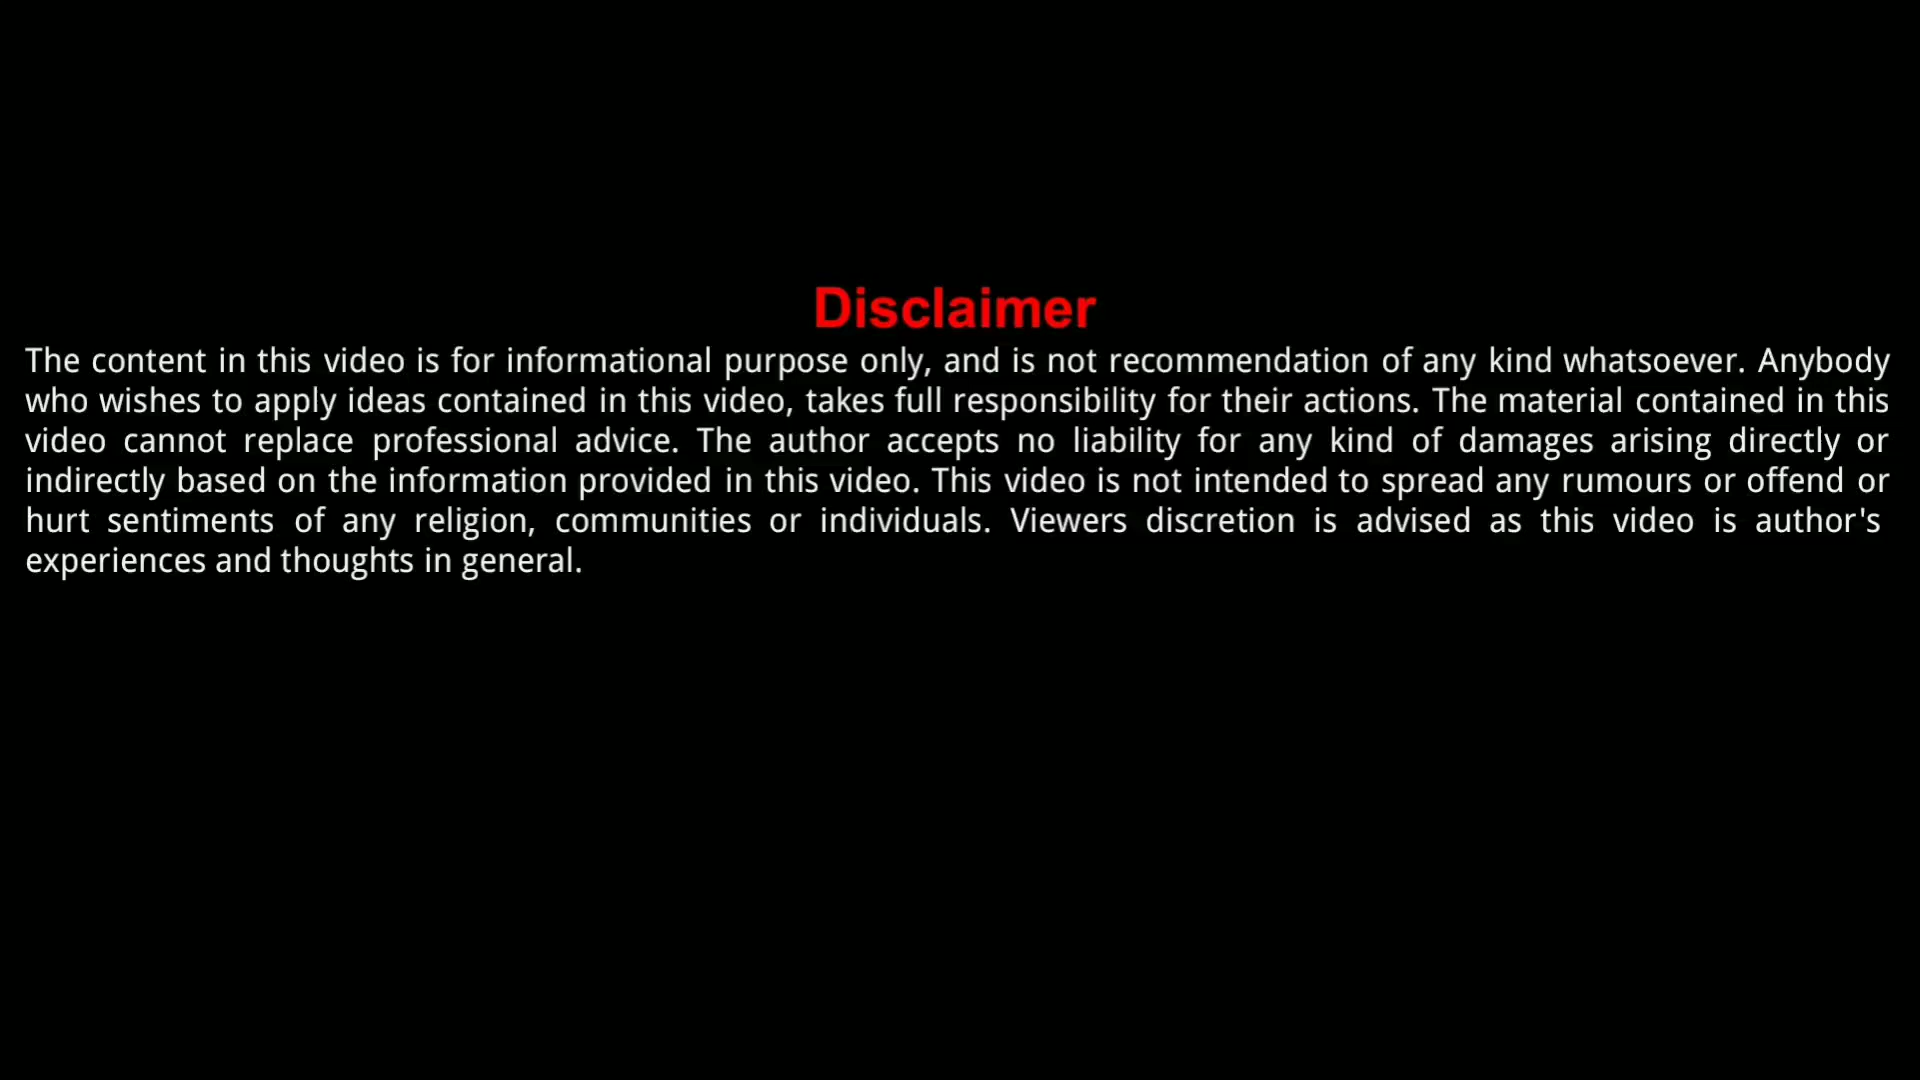 Disclaimer
The content in this video is for informational purpose only, and is not recommendation of any kind whatsoever. Anybody
who wishes to apply ideas contained in this video, takes full responsibility for their actions. The material contained in this
video cannot replace professional advice. The author accepts no liability for any kind of damages arising directly or
indirectly based on the information provided in this video. This video is not intended to spread any rumours or offend or
hurt sentiments of any religion, communities or individuals. Viewers discretion is advised as this video is author's
experiences and thoughts in general.